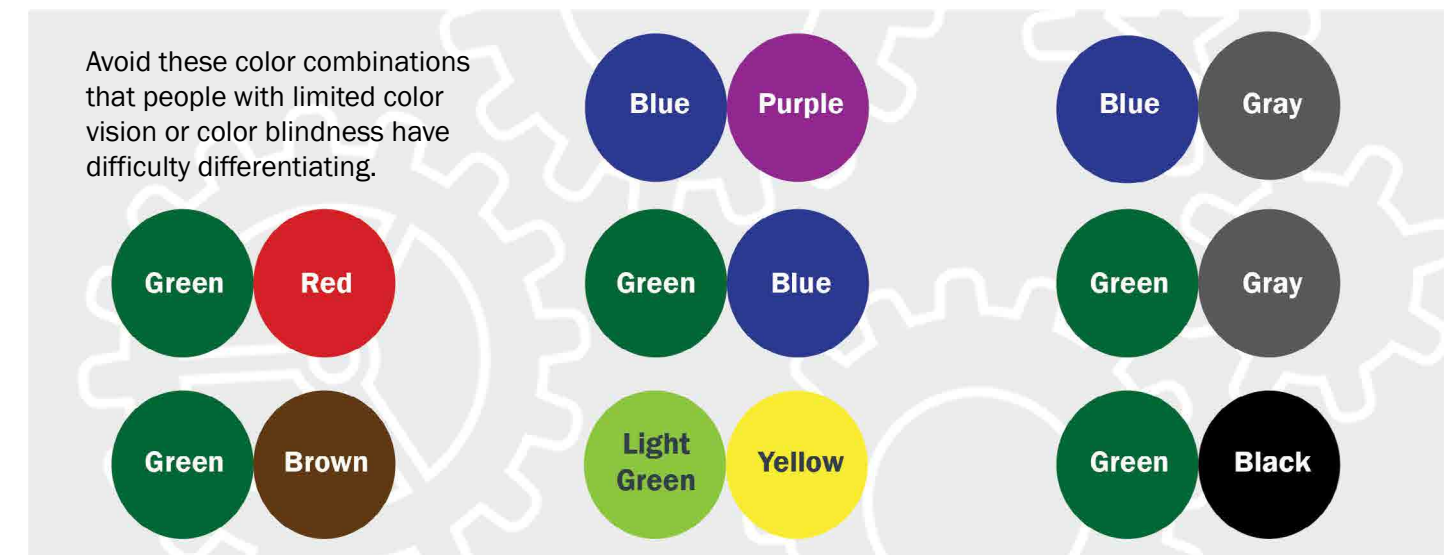 Avoid these color combinations
that people with limited color
vision or color blindness have
difficulty differentiating.
Blue Purple
Blue Gray
Green Red
Green Blue
Green Gray
Green Brown
Light
Green
Yellow
Green Black